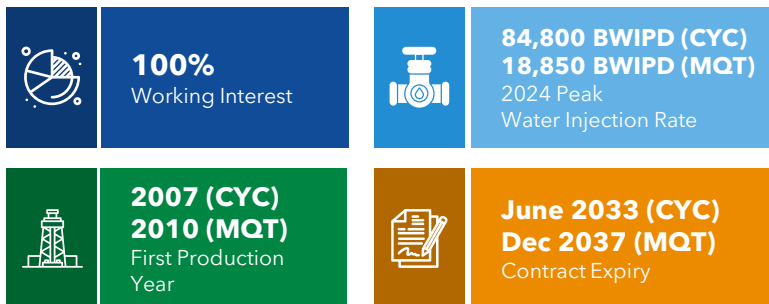 100%
Working Interest
84,800 BWIPD (CYC)
18,850 BWIPD (MQT)
2024 Peak
Water Injection Rate
2007 (CYC)
2010 (MQT)
First Production
Year
June 2033 (CYC)
Dec 2037 (MQT)
Contract Expiry